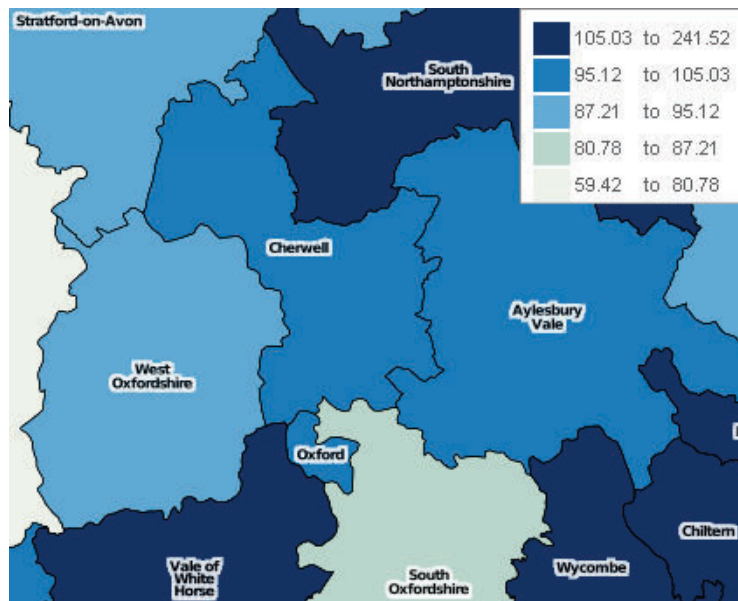 Stratford-on-Avon
105.03 to 241.52
95.12 to 105.03
87.21 to 95.12
80.78 to 87.21
59.42 to 80.78
South
Northamptonshire
Cherwell
Aylesbury
Vale
West
Oxfordshire
Oxford
Chiltern
Vale of
White
Horse
South
Oxfordshire
Wycombe